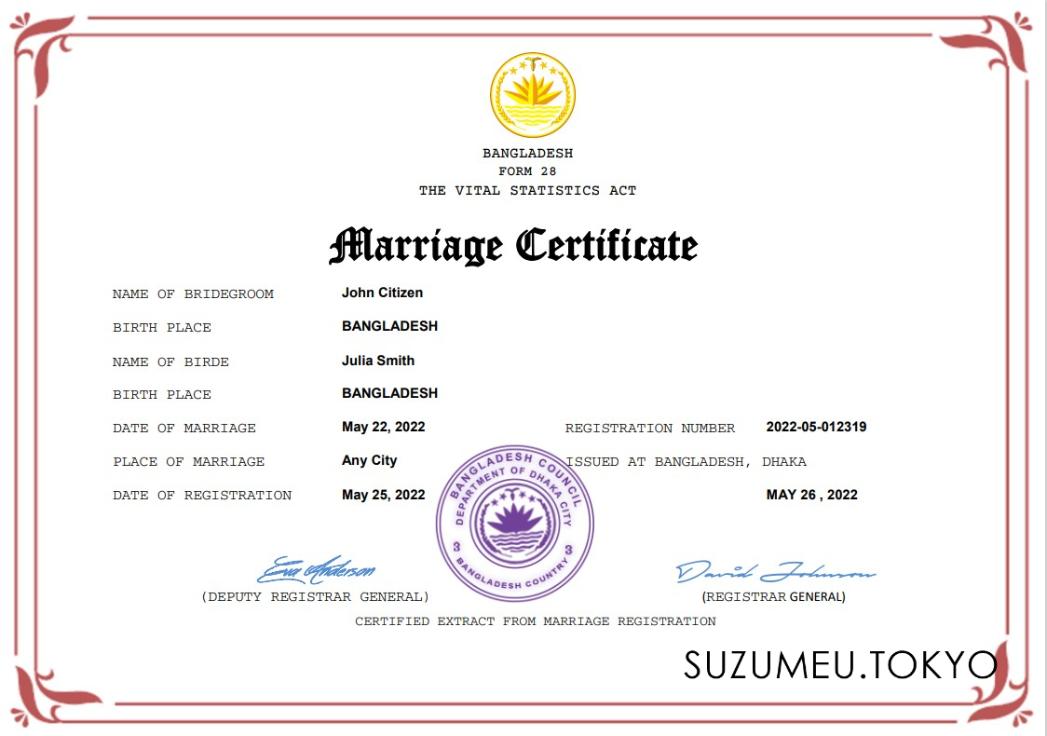 BANGLADESH
FORM 28
THE VITAL STATISTICS ACT
Marriage Certificate
NAME OF BRIDEGROOM John Citizen
BIRTH PLACE BANGLADESH
NAME OF BIRDE Julia Smith
BIRTH PLACE BANGLADESH
DATE OF MARRIAGE May 22, 2022 REGISTRATION NUMBER 2022-05-012319
PLACE OF MARRIAGE Any City ISSUED AT BANGLADESH, DHAKA
DATE OF REGISTRATION May 25, 2022 MAY 26 , 2022
BANGLADESH COUNCIL
DEPARTMENT OF DHAKA CITY
3 3
BANGLADESH COUNTRY
Eva Anderson David Johnson
(DEPUTY REGISTRAR GENERAL) (REGISTRAR GENERAL)
CERTIFIED EXTRACT FROM MARRIAGE REGISTRATION
SUZUMEU.TOKYO